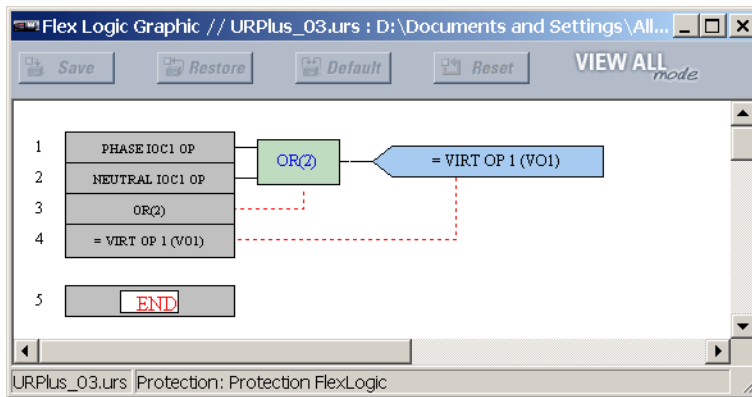 Flex Logic Graphic // URPlus_03.urs : D:\Documents and Settings\All...
Save Restore Default Reset VIEW ALL mode
1 PHASE IOC1 OP
2 NEUTRAL IOC1 OP
3 OR(2)
4 = VIRT OP 1 (VO1)
OR(2)
= VIRT OP 1 (VO1)
5 END
URPlus_03.urs Protection: Protection FlexLogic